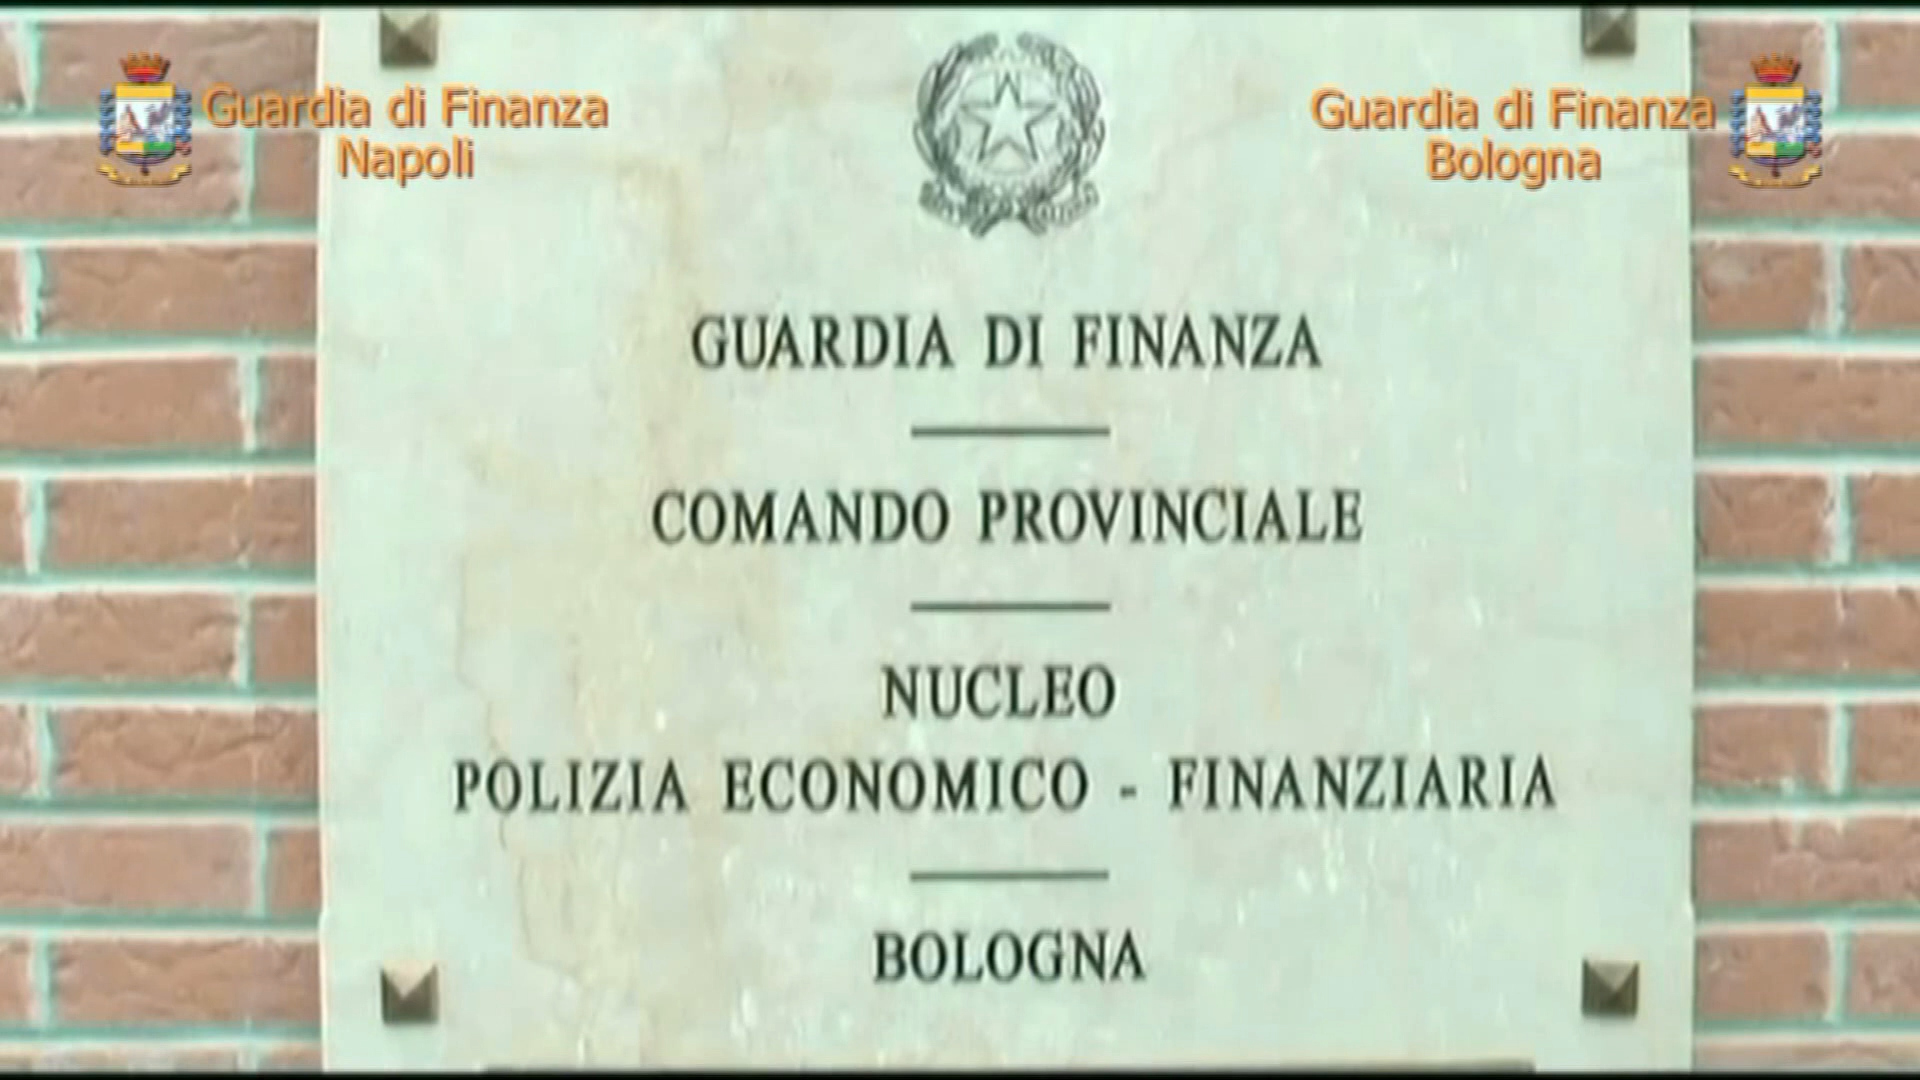 Guardia di Finanza
Napoli
Guardia di Finanza
Bologna
GUARDIA DI FINANZA
COMANDO PROVINCIALE
NUCLEO
POLIZIA ECONOMICO - FINANZIARIA
BOLOGNA